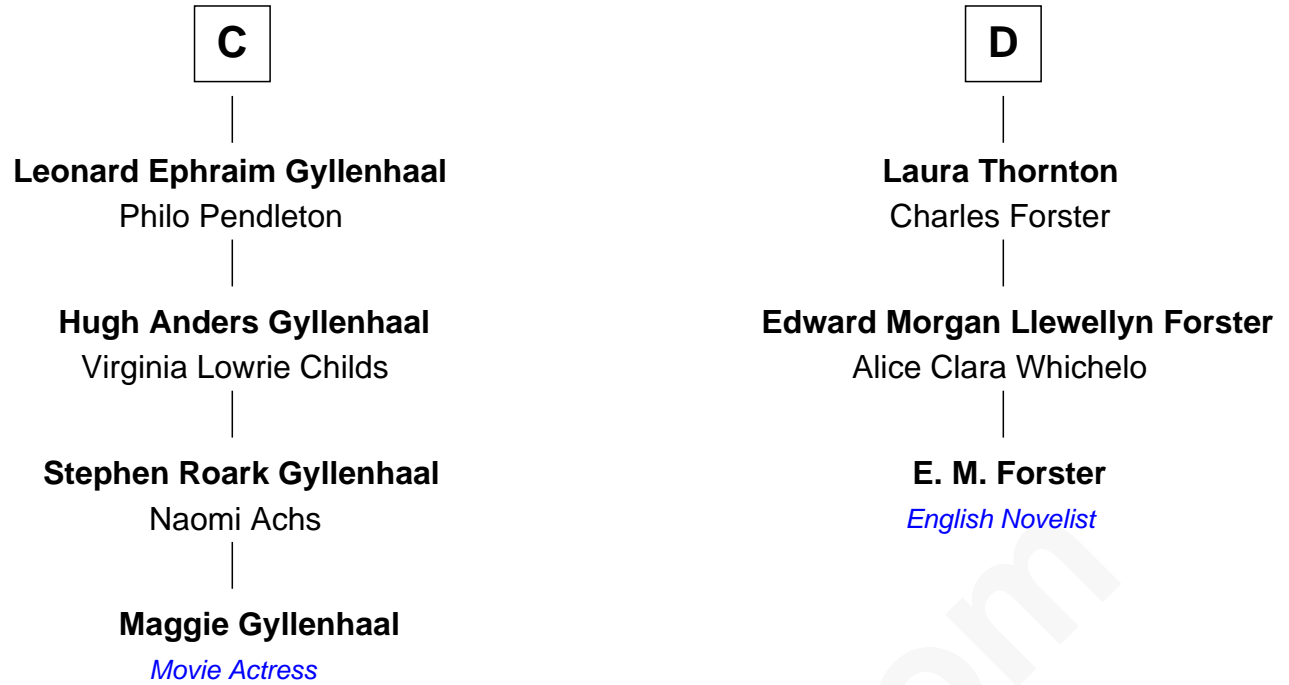 C
Leonard Ephraim Gyllenhaal
Philo Pendleton
Hugh Anders Gyllenhaal
Virginia Lowrie Childs
Stephen Roark Gyllenhaal
Naomi Achs
Maggie Gyllenhaal
Movie Actress
D
Laura Thornton
Charles Forster
Edward Morgan Llewellyn Forster
Alice Clara Whichelo
E. M. Forster
English Novelist
om